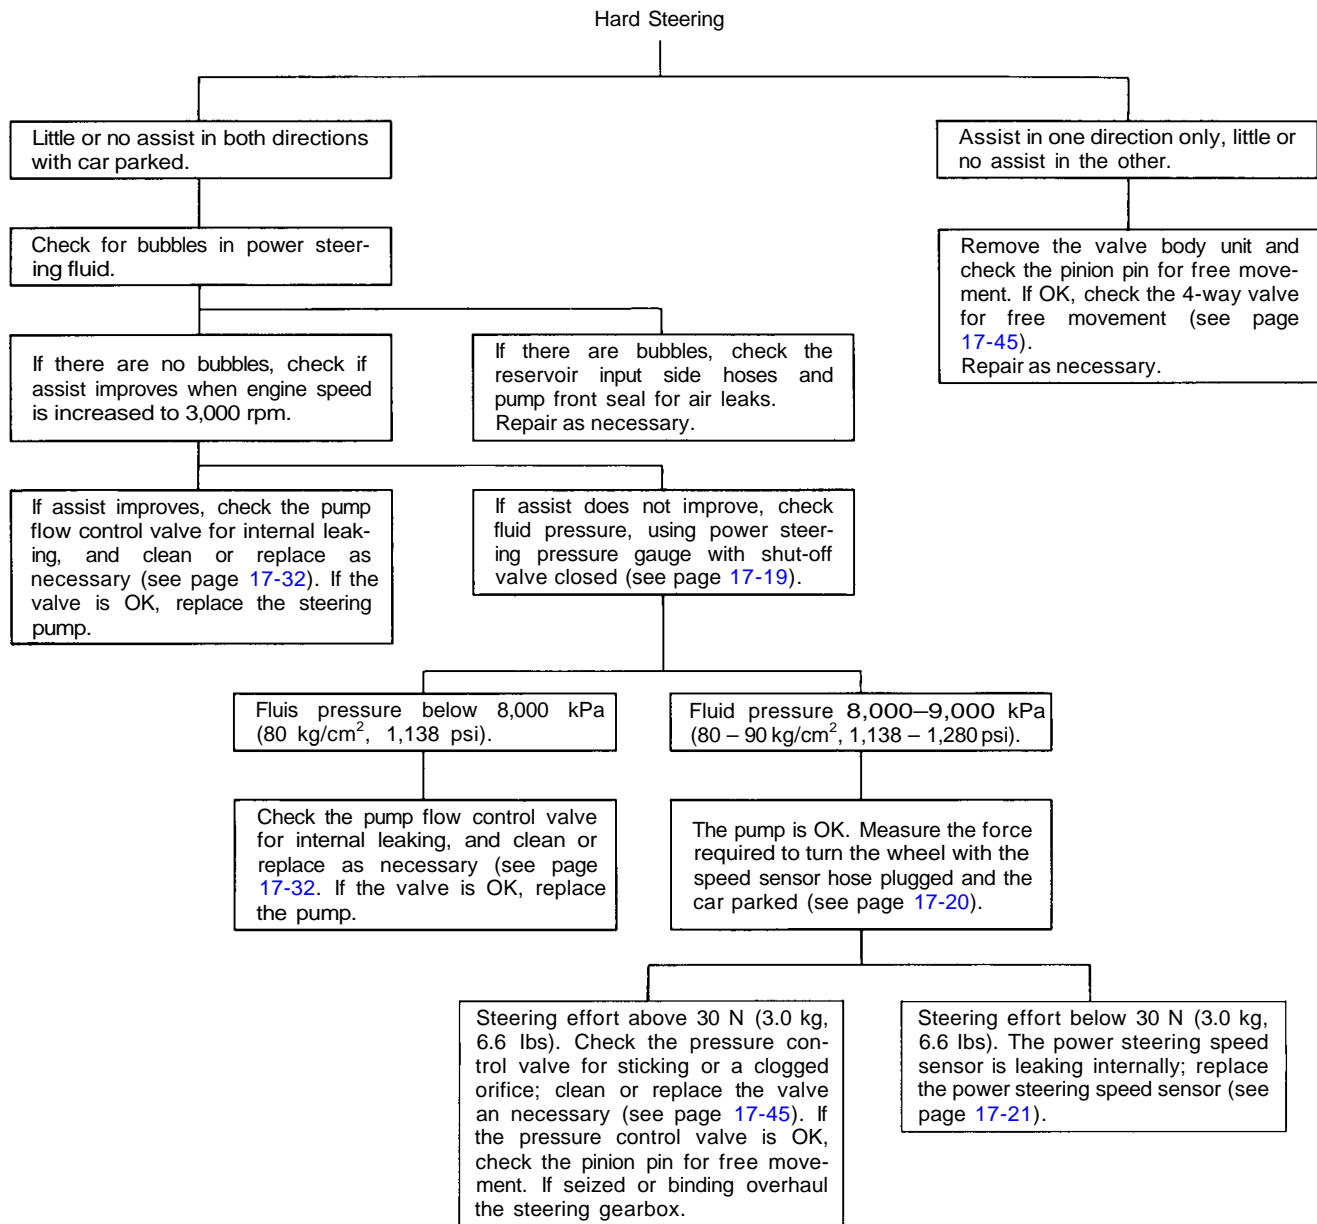 Hard Steering
Little or no assist in both directions
with car parked.
Assist in one direction only, little or
no assist in the other.
Check for bubbles in power steer-
ing fluid.
Remove the valve body unit and
check the pinion pin for free move-
ment. If OK, check the 4-way valve
for free movement (see page
17-45).
Repair as necessary.
If there are no bubbles, check if
assist improves when engine speed
is increased to 3,000 rpm.
If there are bubbles, check the
reservoir input side hoses and
pump front seal for air leaks.
Repair as necessary.
If assist improves, check the pump
flow control valve for internal leak-
ing, and clean or replace as
necessary (see page 17-32). If the
valve is OK, replace the steering
pump.
If assist does not improve, check
fluid pressure, using power steer-
ing pressure gauge with shut-off
valve closed (see page 17-19).
Fluis pressure below 8,000 kPa
(80 kg/cm², 1,138 psi).
Fluid pressure 8,000–9,000 kPa
(80 – 90 kg/cm², 1,138 – 1,280 psi).
Check the pump flow control valve
for internal leaking, and clean or
replace as necessary (see page
17-32. If the valve is OK, replace
the pump.
The pump is OK. Measure the force
required to turn the wheel with the
speed sensor hose plugged and the
car parked (see page 17-20).
Steering effort above 30 N (3.0 kg,
6.6 lbs). Check the pressure con-
trol valve for sticking or a clogged
orifice; clean or replace the valve
an necessary (see page 17-45). If
the pressure control valve is OK,
check the pinion pin for free move-
ment. If seized or binding overhaul
the steering gearbox.
Steering effort below 30 N (3.0 kg,
6.6 lbs). The power steering speed
sensor is leaking internally; replace
the power steering speed sensor (see
page 17-21).